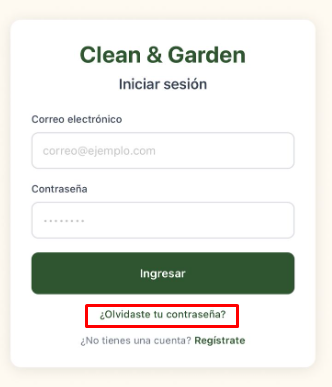 Clean & Garden
Iniciar sesión
Correo electrónico
correo@ejemplo.com
Contraseña
Ingresar
¿Olvidaste tu contraseña?
¿No tienes una cuenta? Regístrate